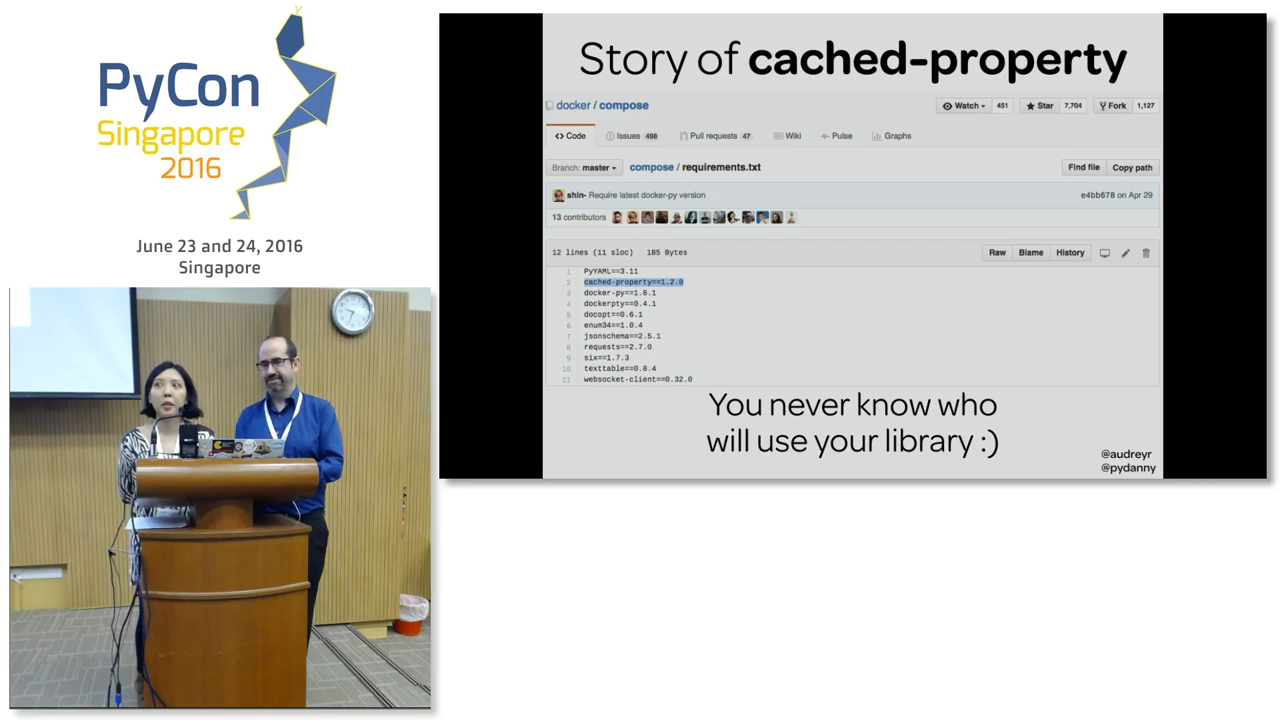 PyCon
Singapore
2016
June 23 and 24, 2016
Singapore
Story of cached-property
docker / compose
Watch 451 Star 7,704 Fork 1,127
Code Issues 498 Pull requests 47 Wiki Pulse Graphs
Branch: master compose / requirements.txt Find file Copy path
shin- Require latest docker-py version e4bb678 on Apr 29
13 contributors
12 lines (11 sloc) 185 Bytes Raw Blame History
1 PyYAML==3.11
2 cached-property==1.2.0
3 docker-py==1.8.1
4 dockerpty==0.4.1
5 docopt==0.6.1
6 enum34==1.0.4
7 jsonschema==2.5.1
8 requests==2.7.0
9 six==1.7.3
10 texttable==0.8.4
11 websocket-client==0.32.0
You never know who
will use your library :)
@audreyr
@pydanny